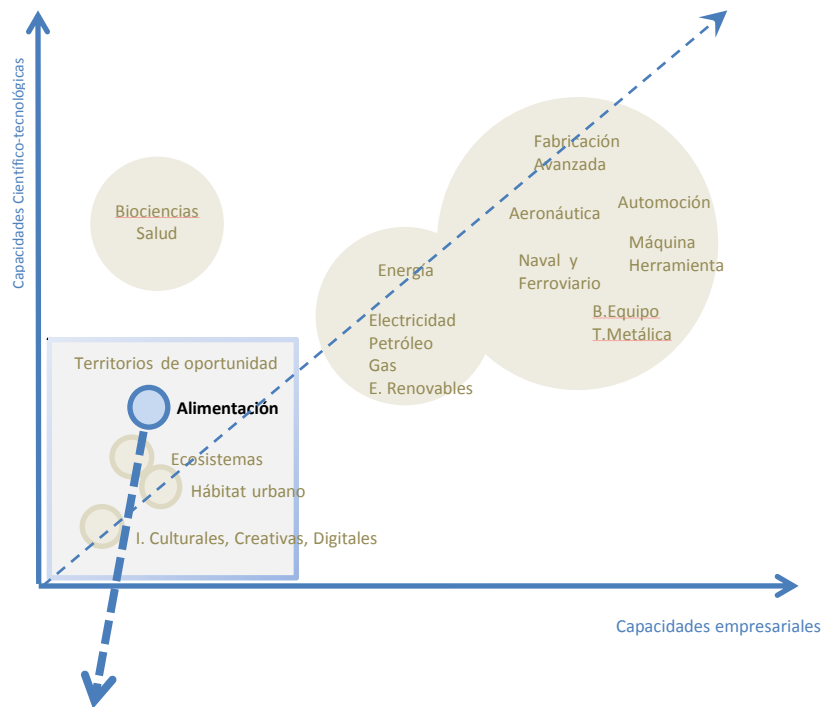 Capacidades Científico-tecnológicas
Fabricación
Avanzada
Biociencias
Salud
Aeronáutica
Automoción
Máquina
Herramienta
Naval y
Ferroviario
Energía
B.Equipo
T.Metálica
Electricidad
Petróleo
Gas
E. Renovables
Territorios de oportunidad
Alimentación
Ecosistemas
Hábitat urbano
I. Culturales, Creativas, Digitales
Capacidades empresariales